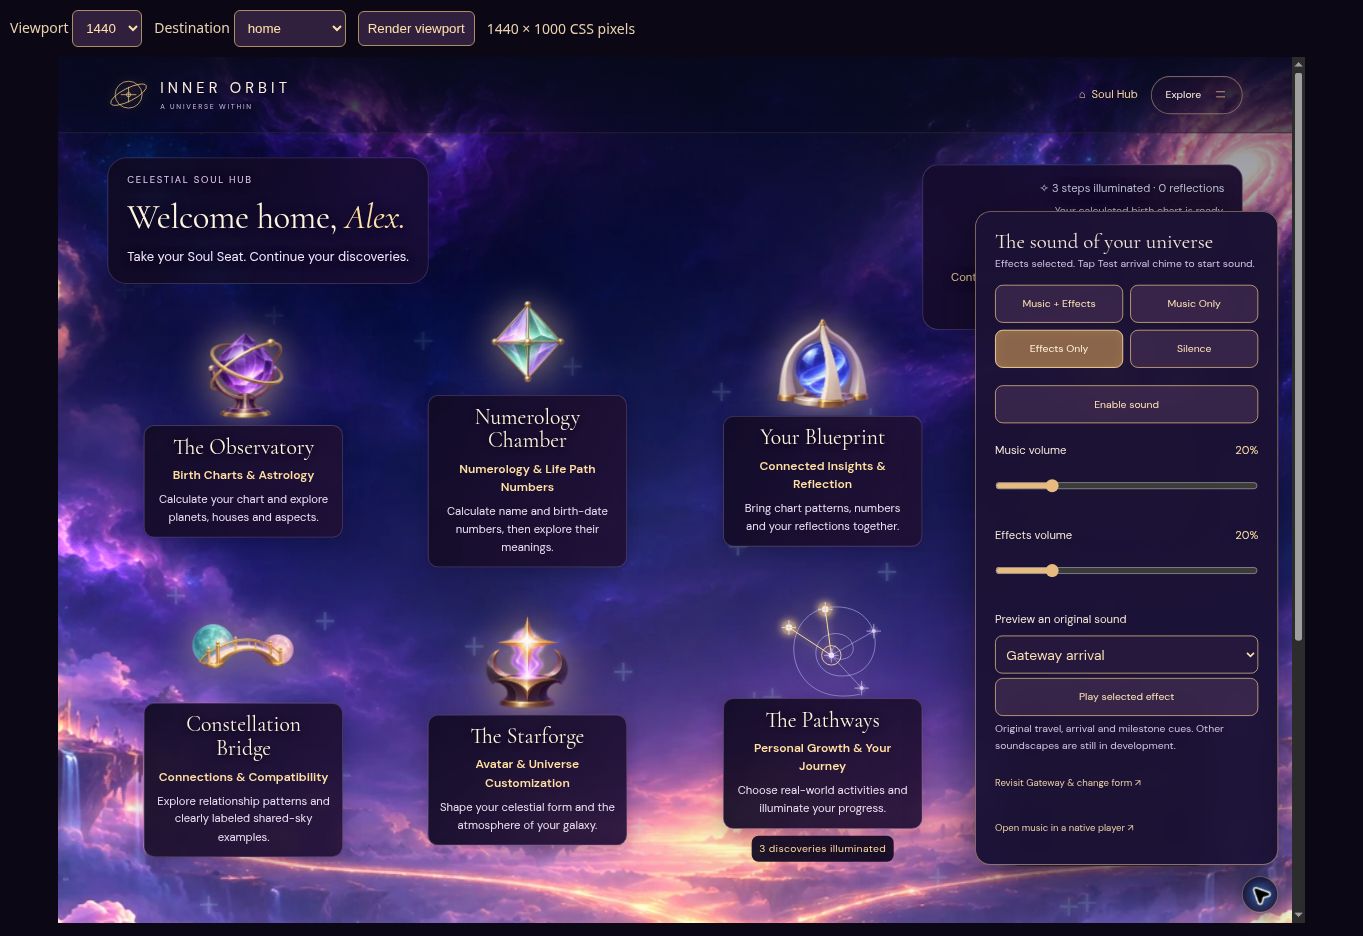 Viewport 1440 Destination home Render viewport 1440 × 1000 CSS pixels
INNER ORBIT
A UNIVERSE WITHIN
⌂ Soul Hub
Explore
CELESTIAL SOUL HUB
Welcome home, Alex.
Take your Soul Seat. Continue your discoveries.
✧ 3 steps illuminated · 0 reflections
Your calculated birth chart is ready
The Observatory
Birth Charts & Astrology
Calculate your chart and explore
planets, houses and aspects.
Numerology
Chamber
Numerology & Life Path
Numbers
Calculate name and birth-date
numbers, then explore their
meanings.
Your Blueprint
Connected Insights &
Reflection
Bring chart patterns, numbers
and your reflections together.
Constellation
Bridge
Connections & Compatibility
Explore relationship patterns and
clearly labeled shared-sky
examples.
The Starforge
Avatar & Universe
Customization
Shape your celestial form and the
atmosphere of your galaxy.
The Pathways
Personal Growth & Your
Journey
Choose real-world activities and
illuminate your progress.
3 discoveries illuminated
The sound of your universe
Effects selected. Tap Test arrival chime to start sound.
Music + Effects
Music Only
Effects Only
Silence
Enable sound
Music volume 20%
Effects volume 20%
Preview an original sound
Gateway arrival
Play selected effect
Original travel, arrival and milestone cues. Other
soundscapes are still in development.
Revisit Gateway & change form ↗
Open music in a native player ↗